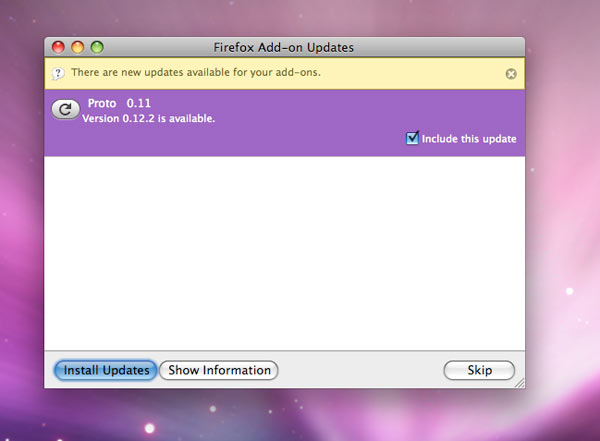 Firefox Add-on Updates
There are new updates available for your add-ons.
Proto 0.11
Version 0.12.2 is available.
Include this update
Install Updates
Show Information
Skip